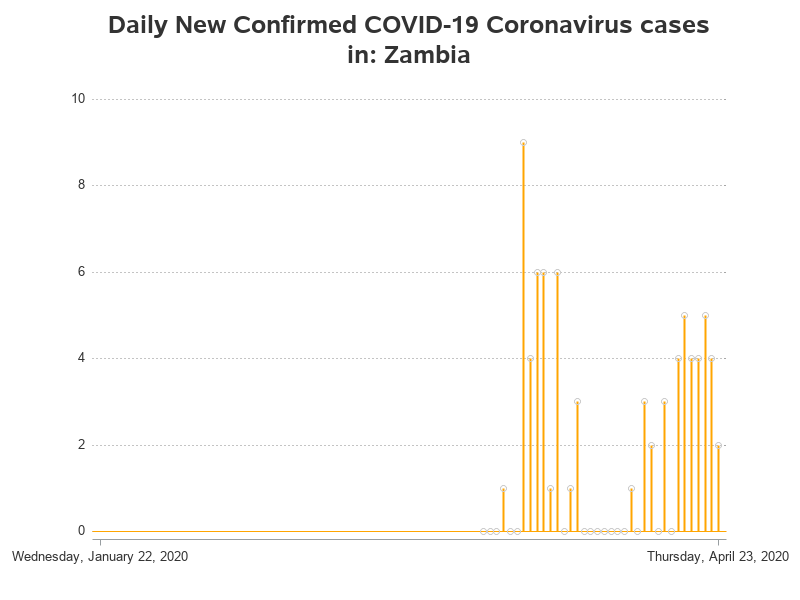 Daily New Confirmed COVID-19 Coronavirus cases
in: Zambia
10
8
6
4
2
0
Wednesday, January 22, 2020
Thursday, April 23, 2020